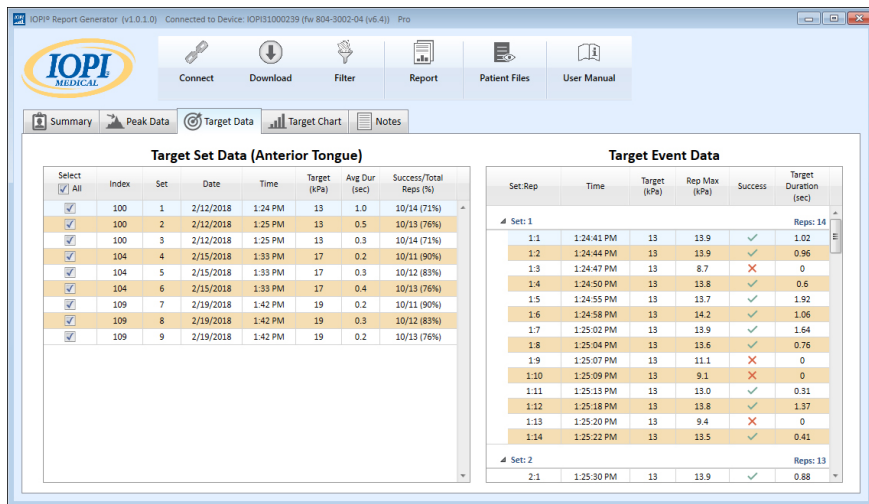 IOPI® Report Generator (v1.0.1.0) Connected to Device: IOPI31000239 (fw 804-3002-04 (v6.4)) Pro
IOPI
MEDICAL
Connect Download Filter Report Patient Files User Manual
Summary Peak Data Target Data Target Chart Notes
Target Set Data (Anterior Tongue)
Select All Index Set Date Time Target (kPa) Avg Dur (sec) Success/Total Reps (%)
100 1 2/12/2018 1:24 PM 13 1.0 10/14 (71%)
100 2 2/12/2018 1:25 PM 13 0.5 10/13 (76%)
100 3 2/12/2018 1:25 PM 13 0.3 10/14 (71%)
104 4 2/15/2018 1:33 PM 17 0.2 10/11 (90%)
104 5 2/15/2018 1:33 PM 17 0.3 10/12 (83%)
104 6 2/15/2018 1:33 PM 17 0.4 10/13 (76%)
109 7 2/19/2018 1:42 PM 19 0.2 10/11 (90%)
109 8 2/19/2018 1:42 PM 19 0.3 10/12 (83%)
109 9 2/19/2018 1:42 PM 19 0.2 10/13 (76%)
Target Event Data
Set:Rep Time Target (kPa) Rep Max (kPa) Success Target Duration (sec)
Set: 1 Reps: 14
1:1 1:24:41 PM 13 13.9 ✓ 1.02
1:2 1:24:44 PM 13 13.9 ✓ 0.96
1:3 1:24:47 PM 13 8.7 ✗ 0
1:4 1:24:50 PM 13 13.8 ✓ 0.6
1:5 1:24:55 PM 13 13.7 ✓ 1.92
1:6 1:24:58 PM 13 14.2 ✓ 1.06
1:7 1:25:02 PM 13 13.9 ✓ 1.64
1:8 1:25:04 PM 13 13.6 ✓ 0.76
1:9 1:25:07 PM 13 11.1 ✗ 0
1:10 1:25:09 PM 13 9.1 ✗ 0
1:11 1:25:13 PM 13 13.0 ✓ 0.31
1:12 1:25:18 PM 13 13.8 ✓ 1.37
1:13 1:25:20 PM 13 9.4 ✗ 0
1:14 1:25:22 PM 13 13.5 ✓ 0.41
Set: 2 Reps: 13
2:1 1:25:30 PM 13 13.9 ✓ 0.88